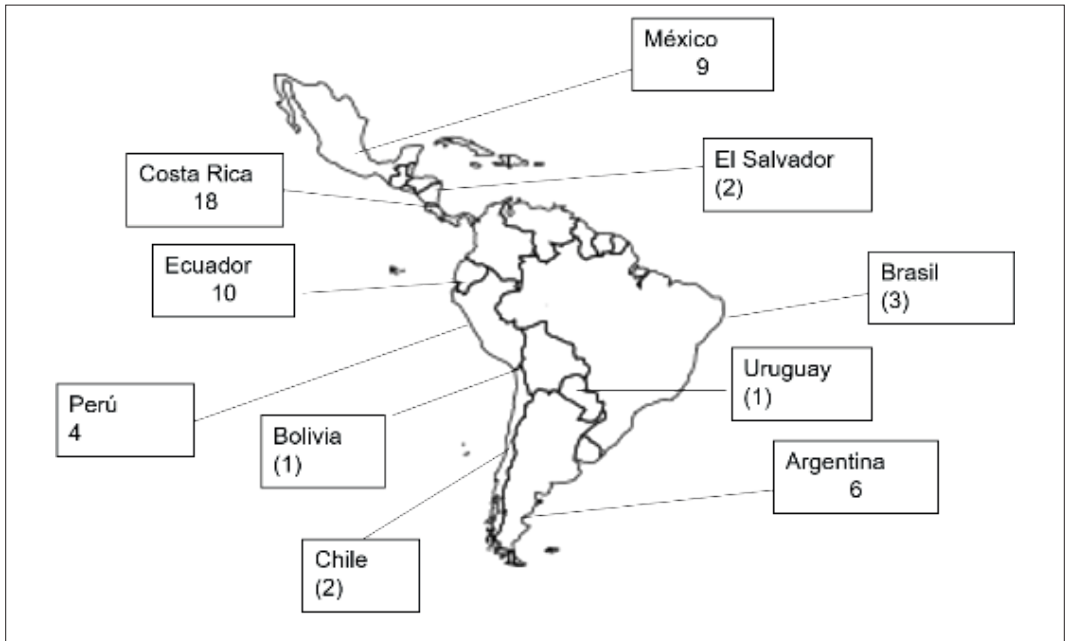 México
9
El Salvador
(2)
Costa Rica
18
Ecuador
10
Brasil
(3)
Uruguay
(1)
Perú
4
Bolivia
(1)
Argentina
6
Chile
(2)